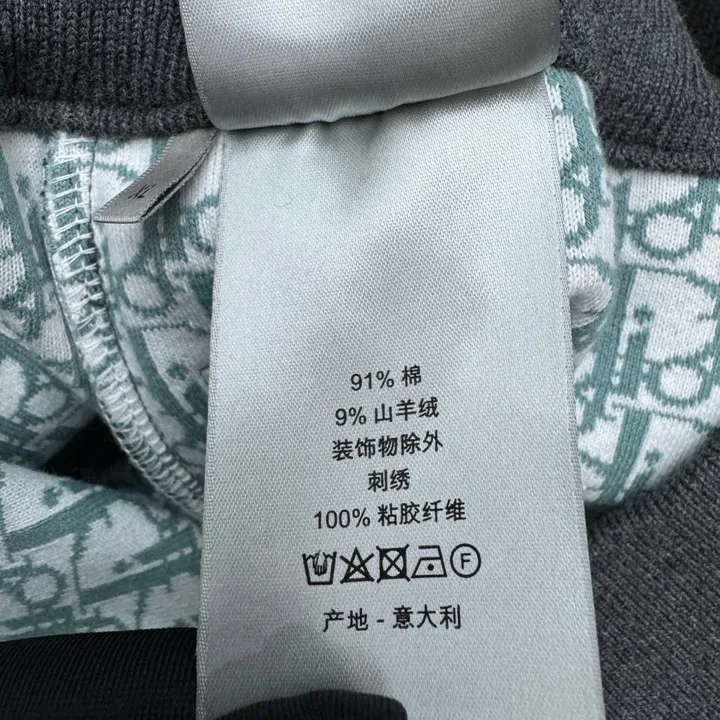 XL
91% 棉
9% 山羊绒
装饰物除外
刺绣
100% 粘胶纤维
F
产地 - 意大利